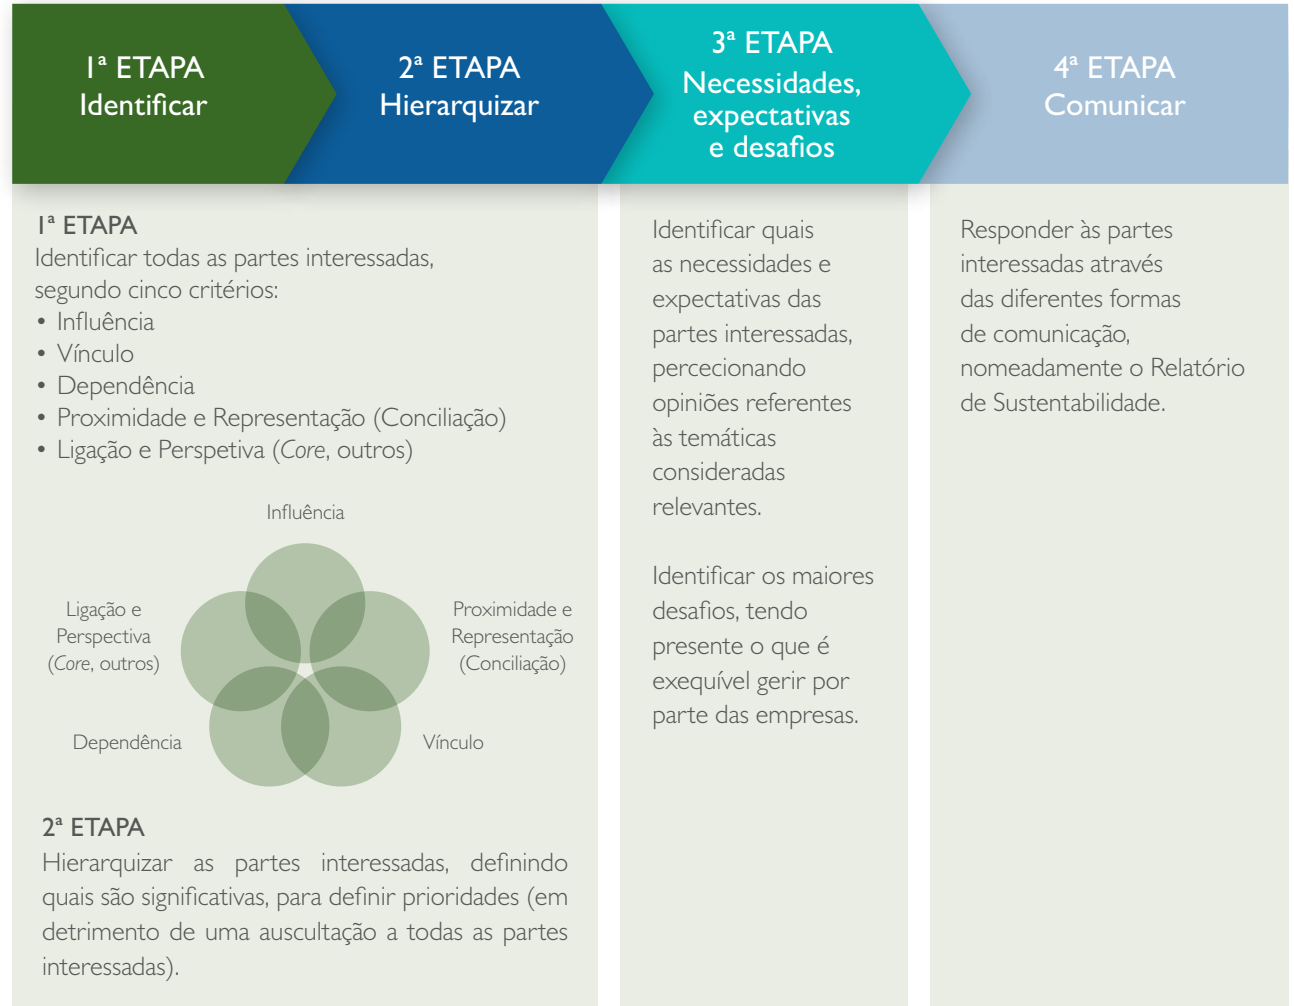 1ª ETAPA
Identificar
2ª ETAPA
Hierarquizar
3ª ETAPA
Necessidades,
expectativas
e desafios
4ª ETAPA
Comunicar
1ª ETAPA
Identificar todas as partes interessadas,
segundo cinco critérios:
• Influência
• Vínculo
• Dependência
• Proximidade e Representação (Conciliação)
• Ligação e Perspetiva (Core, outros)
Influência
Ligação e
Perspectiva
(Core, outros)
Proximidade e
Representação
(Conciliação)
Dependência
Vínculo
2ª ETAPA
Hierarquizar as partes interessadas, definindo
quais são significativas, para definir prioridades (em
detrimento de uma auscultação a todas as partes
interessadas).
Identificar quais
as necessidades e
expectativas das
partes interessadas,
percecionando
opiniões referentes
às temáticas
consideradas
relevantes.
Identificar os maiores
desafios, tendo
presente o que é
exequível gerir por
parte das empresas.
Responder às partes
interessadas através
das diferentes formas
de comunicação,
nomeadamente o Relatório
de Sustentabilidade.